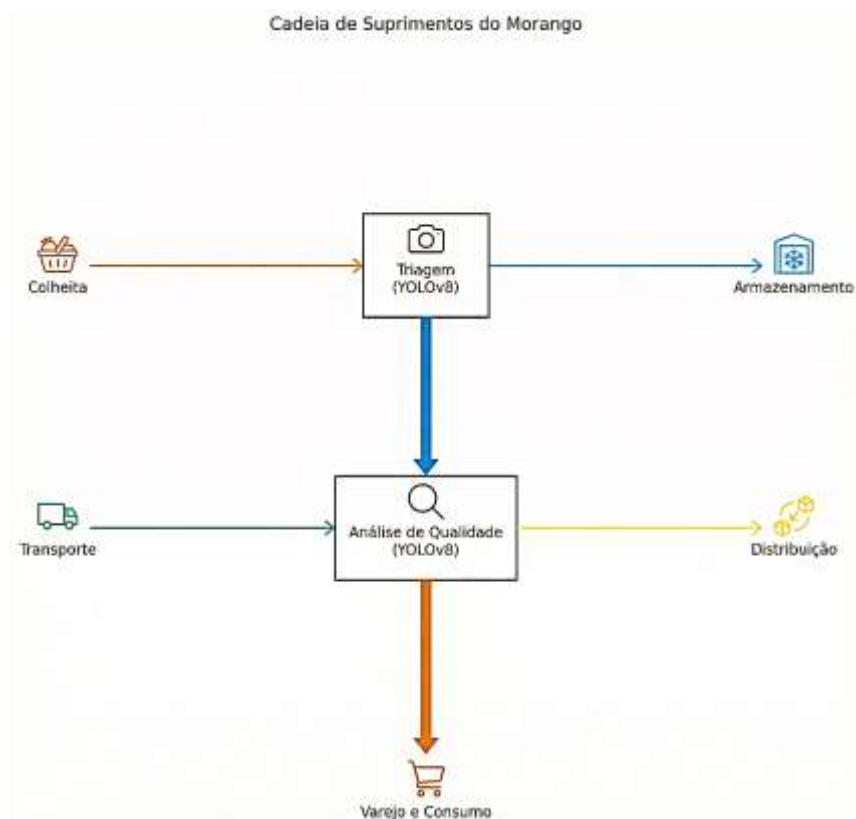 Cadeia de Suprimentos do Morango
Colheita
Triagem
(YOLOv8)
Armazenamento
Transporte
Análise de Qualidade
(YOLOv8)
Distribuição
Varejo e Consumo